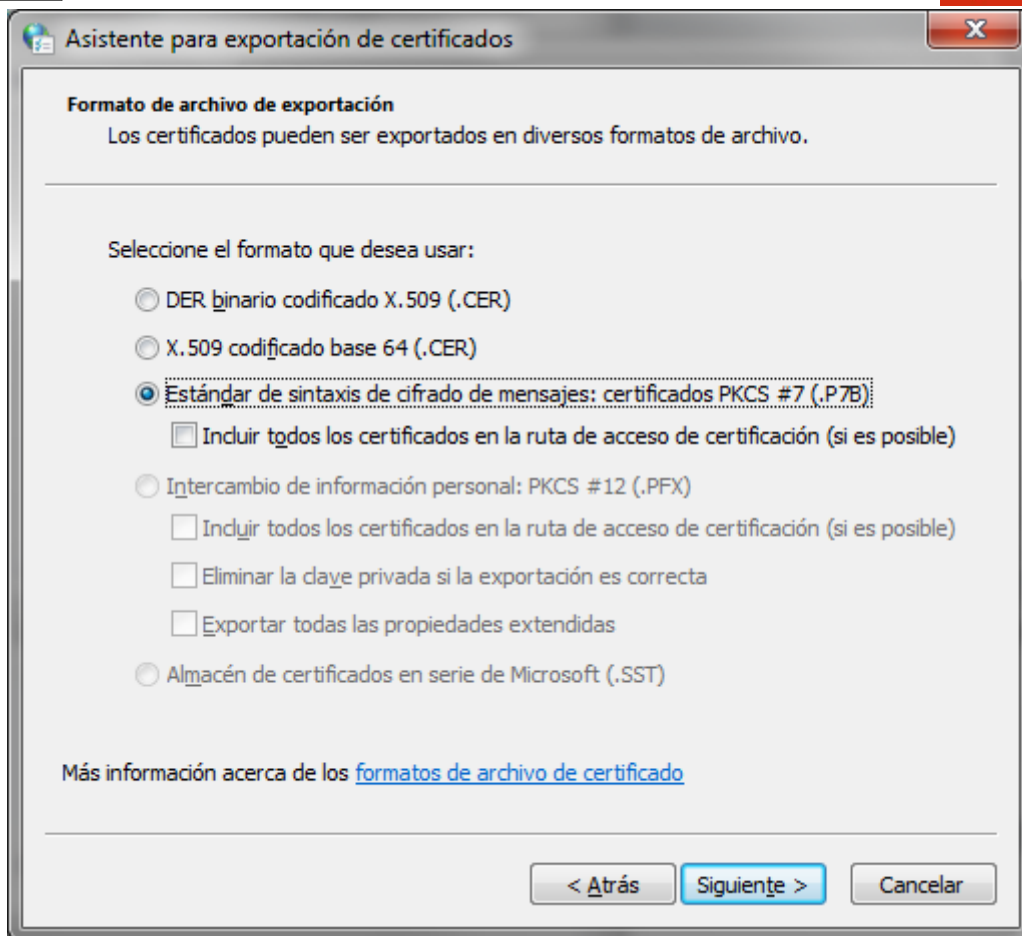 Asistente para exportación de certificados
Formato de archivo de exportación
Los certificados pueden ser exportados en diversos formatos de archivo.
Seleccione el formato que desea usar:
DER binario codificado X.509 (.CER)
X.509 codificado base 64 (.CER)
Estándar de sintaxis de cifrado de mensajes: certificados PKCS #7 (.P7B)
Incluir todos los certificados en la ruta de acceso de certificación (si es posible)
Intercambio de información personal: PKCS #12 (.PFX)
Incluir todos los certificados en la ruta de acceso de certificación (si es posible)
Eliminar la clave privada si la exportación es correcta
Exportar todas las propiedades extendidas
Almacén de certificados en serie de Microsoft (.SST)
Más información acerca de los formatos de archivo de certificado
< Atrás Siguiente > Cancelar